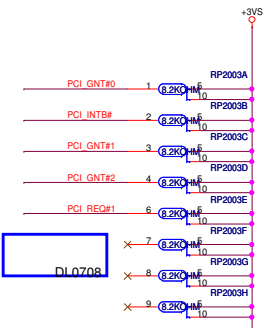 +3VS
RP2003A
PCI_GNT#0 1 8.2KOHM 5
10
RP2003B
PCI_INTB# 2 8.2KOHM 5
10
RP2003C
PCI_GNT#1 3 8.2KOHM 5
10
RP2003D
PCI_GNT#2 4 8.2KOHM 5
10
RP2003E
PCI_REQ#1 6 8.2KOHM 5
10
RP2003F
7 8.2KOHM 5
10
RP2003G
DL0708 8 8.2KOHM 5
10
RP2003H
9 8.2KOHM 5
10